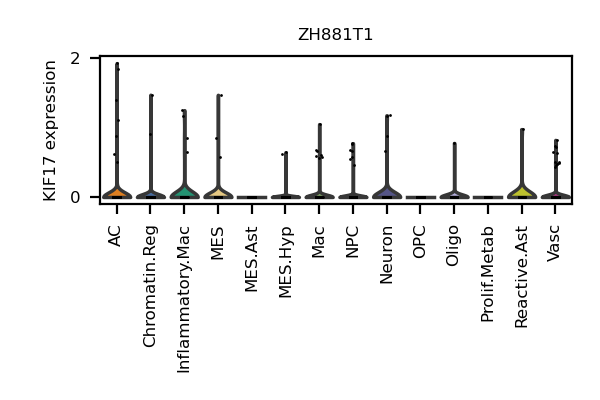 ZH881T1
KIF17 expression
2
0
AC
Chromatin.Reg
Inflammatory.Mac
MES
MES.Ast
MES.Hyp
Mac
NPC
Neuron
OPC
Oligo
Prolif.Metab
Reactive.Ast
Vasc